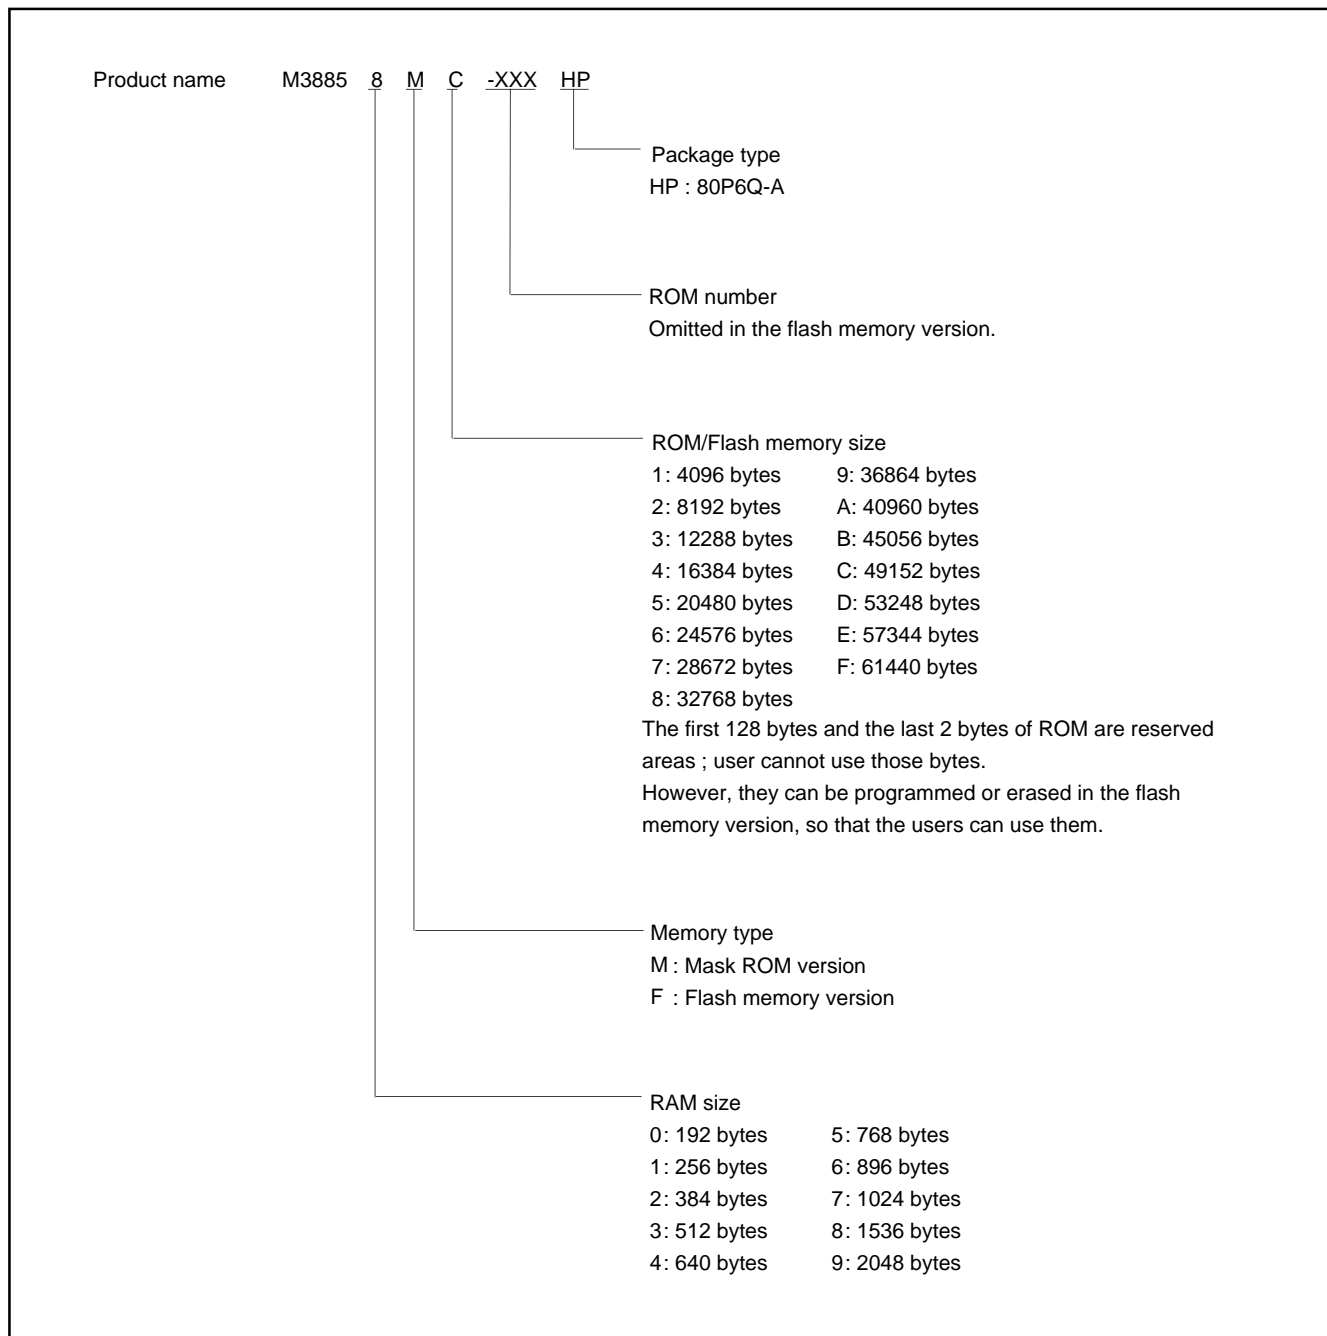 Product name M3885 8 M C -XXX HP
Package type
HP : 80P6Q-A
ROM number
Omitted in the flash memory version.
ROM/Flash memory size
1: 4096 bytes 9: 36864 bytes
2: 8192 bytes A: 40960 bytes
3: 12288 bytes B: 45056 bytes
4: 16384 bytes C: 49152 bytes
5: 20480 bytes D: 53248 bytes
6: 24576 bytes E: 57344 bytes
7: 28672 bytes F: 61440 bytes
8: 32768 bytes
The first 128 bytes and the last 2 bytes of ROM are reserved
areas ; user cannot use those bytes.
However, they can be programmed or erased in the flash
memory version, so that the users can use them.
Memory type
M : Mask ROM version
F : Flash memory version
RAM size
0: 192 bytes 5: 768 bytes
1: 256 bytes 6: 896 bytes
2: 384 bytes 7: 1024 bytes
3: 512 bytes 8: 1536 bytes
4: 640 bytes 9: 2048 bytes